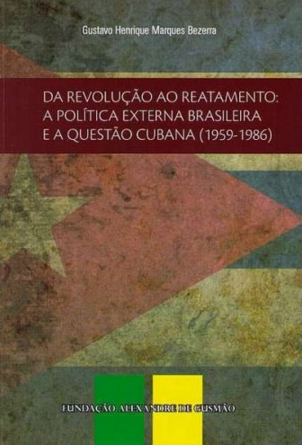 Gustavo Henrique Marques Bezerra
DA REVOLUÇÃO AO REATAMENTO:
A POLÍTICA EXTERNA BRASILEIRA
E A QUESTÃO CUBANA (1959-1986)
FUNDAÇÃO ALEXANDRE DE GUSMÃO